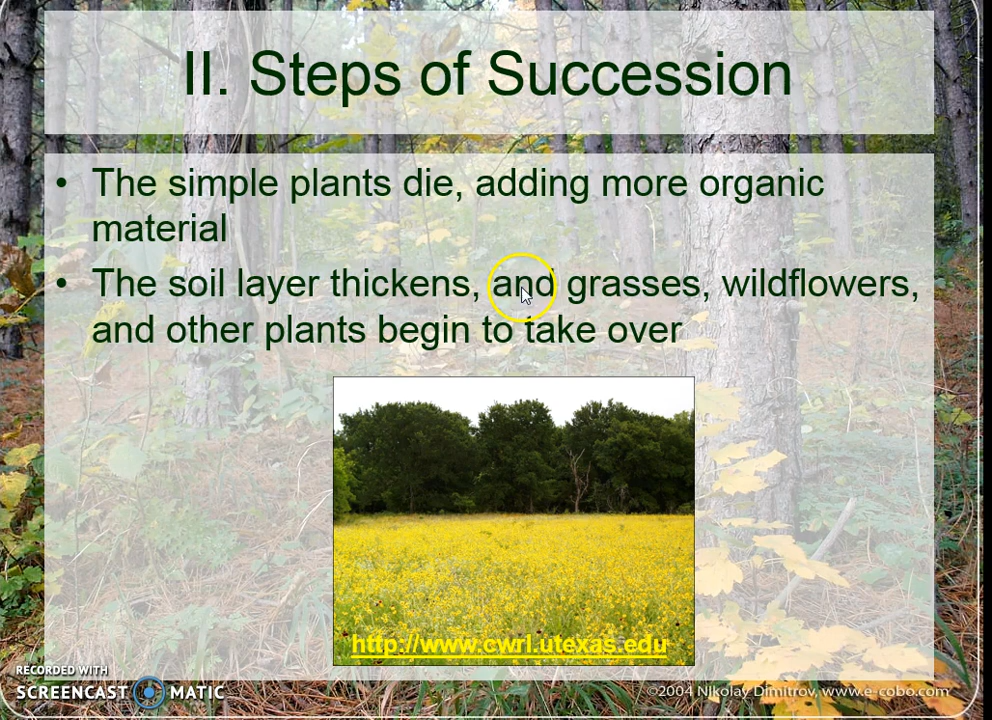 II. Steps of Succession
• The simple plants die, adding more organic
material
• The soil layer thickens, and grasses, wildflowers,
and other plants begin to take over
http://www.cwrl.utexas.edu
RECORDED WITH
SCREENCAST MATIC
©2004 Nikolay Dimitrov, www.e-cobo.com